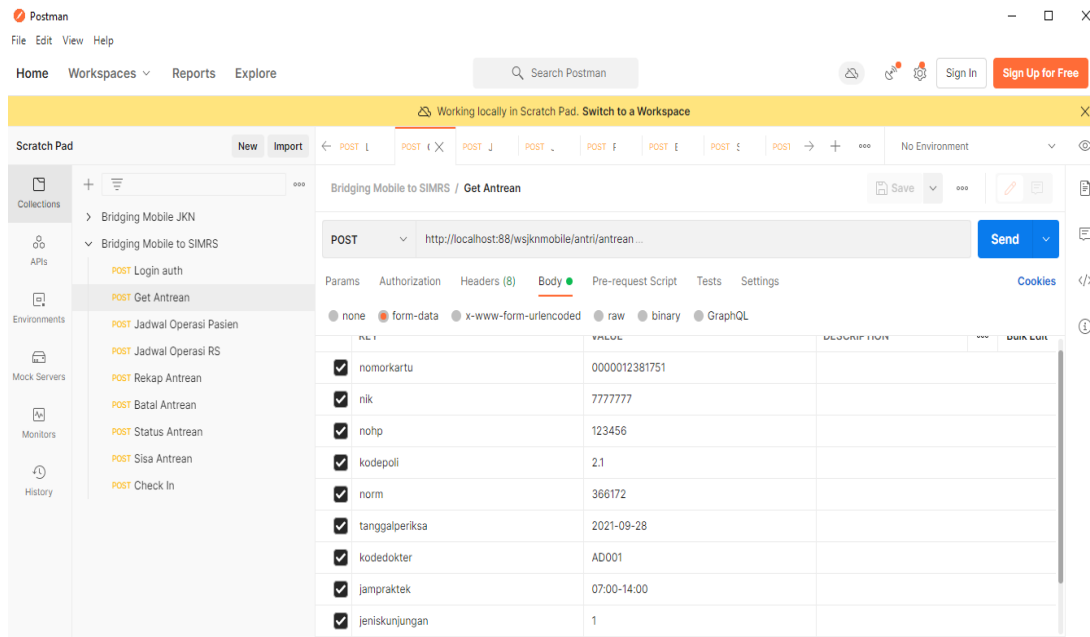 Postman
File Edit View Help
Home Workspaces Reports Explore
Search Postman
Sign In
Sign Up for Free
Working locally in Scratch Pad. Switch to a Workspace
Scratch Pad
New Import
POST
POST
POST J
POST
POST
POST E
POST
POST
No Environment
Collections
APIs
Environments
Mock Servers
Monitors
History
Bridging Mobile JKN
Bridging Mobile to SIMRS
POST Login auth
POST Get Antrean
POST Jadwal Operasi Pasien
POST Jadwal Operasi RS
POST Rekap Antrean
POST Batal Antrean
POST Status Antrean
POST Sisa Antrean
POST Check In
Bridging Mobile to SIMRS / Get Antrean
Save
POST
http://localhost:88/wsjknmobile/antri/antrean...
Send
Params Authorization Headers (8) Body Pre-request Script Tests Settings
Cookies
none form-data x-www-form-urlencoded raw binary GraphQL
KEY VALUE DESCRIPTION Bulk Edit
nomorkartu 0000012381751
nik 7777777
nohp 123456
kodepoli 2.1
norm 366172
tanggalperiksa 2021-09-28
kodedokter AD001
jampraktek 07:00-14:00
jeniskunjungan 1